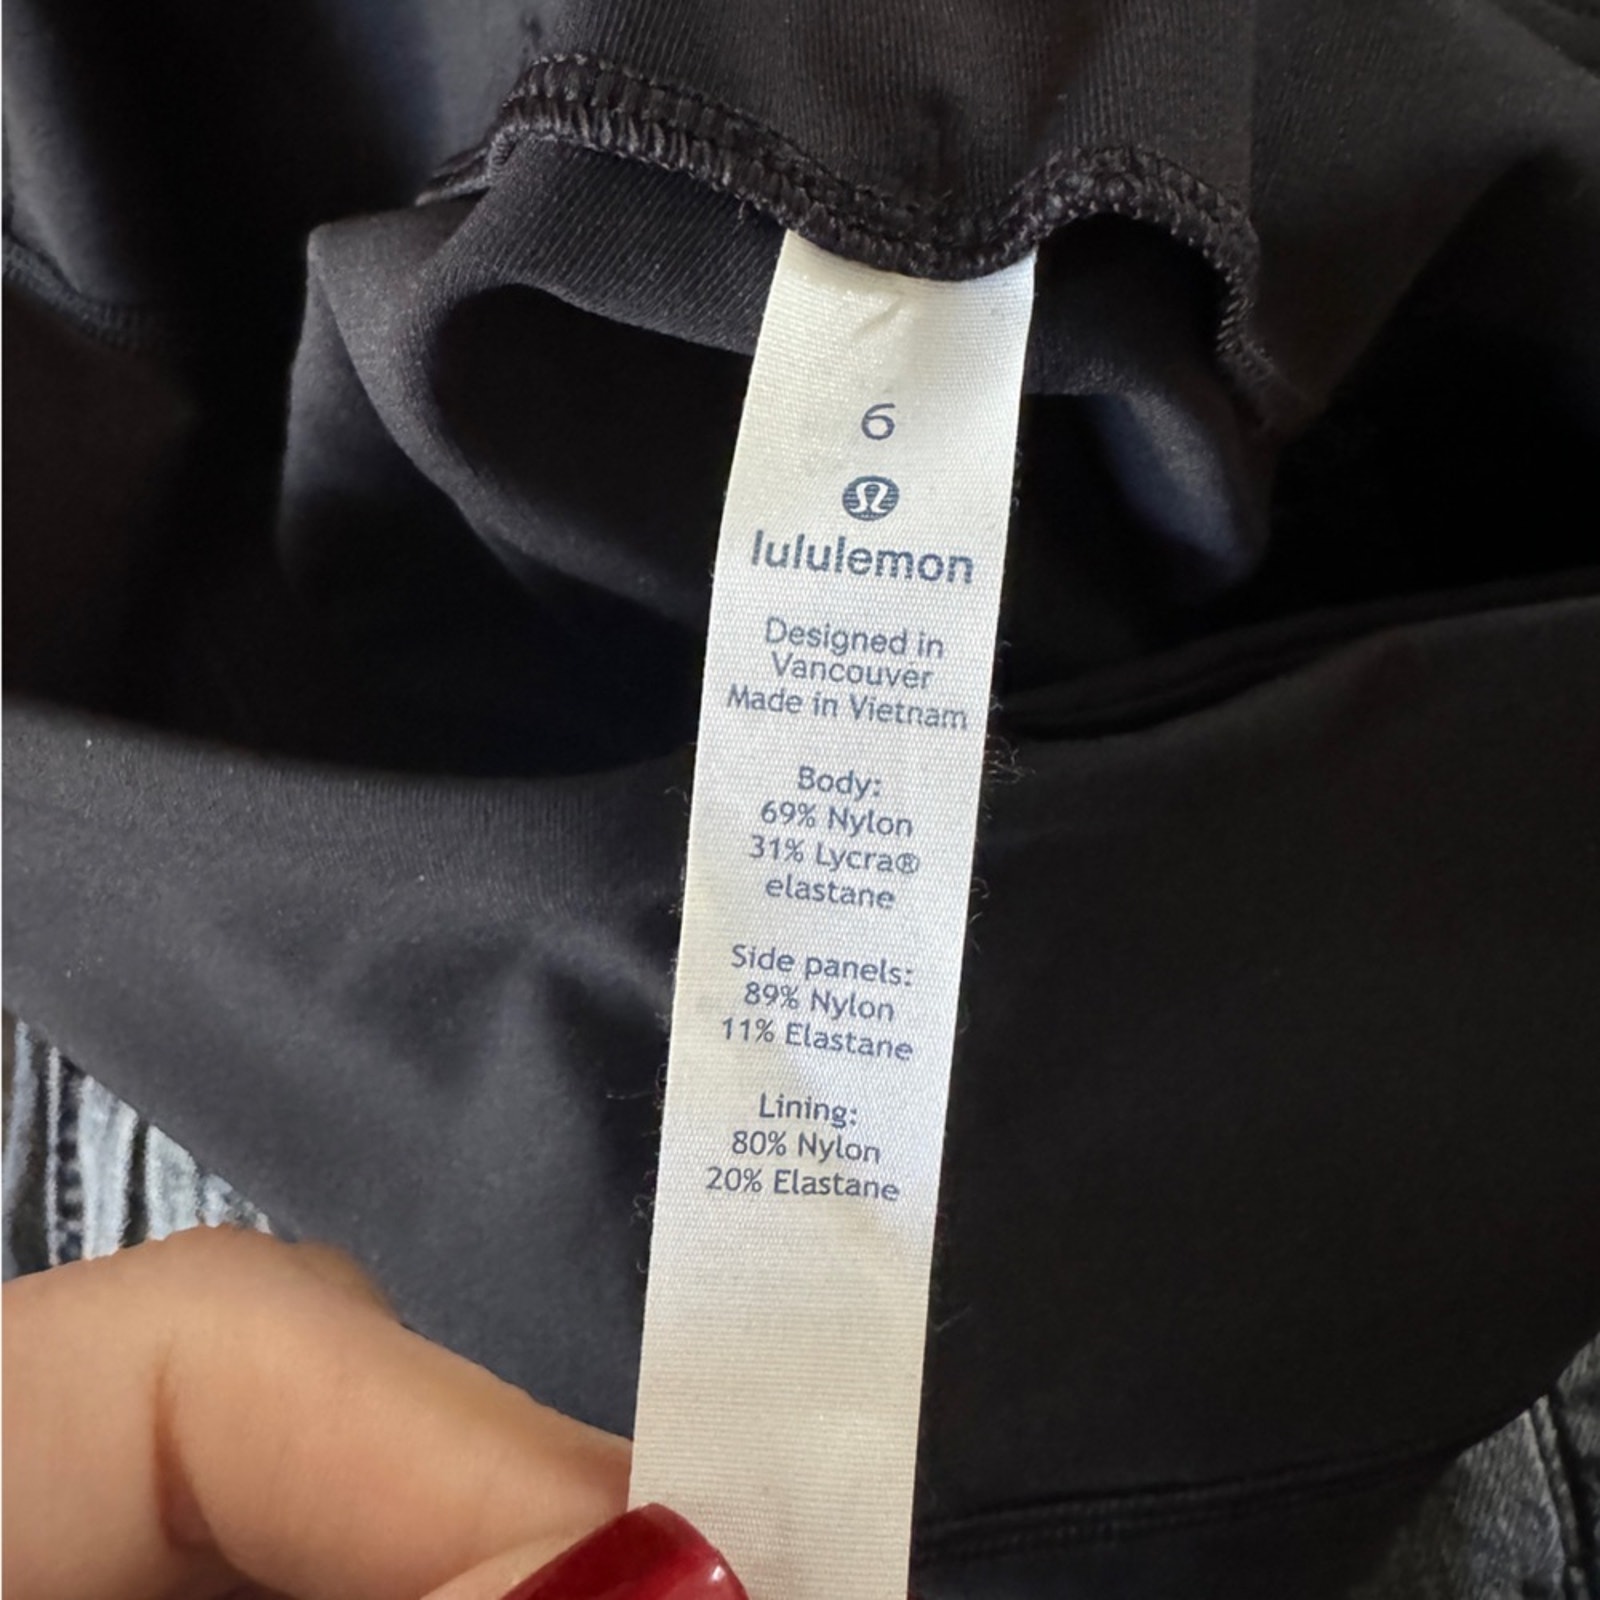 6
lululemon
Designed in
Vancouver
Made in Vietnam
Body:
69% Nylon
31% Lycra®
elastane
Side panels:
89% Nylon
11% Elastane
Lining:
80% Nylon
20% Elastane